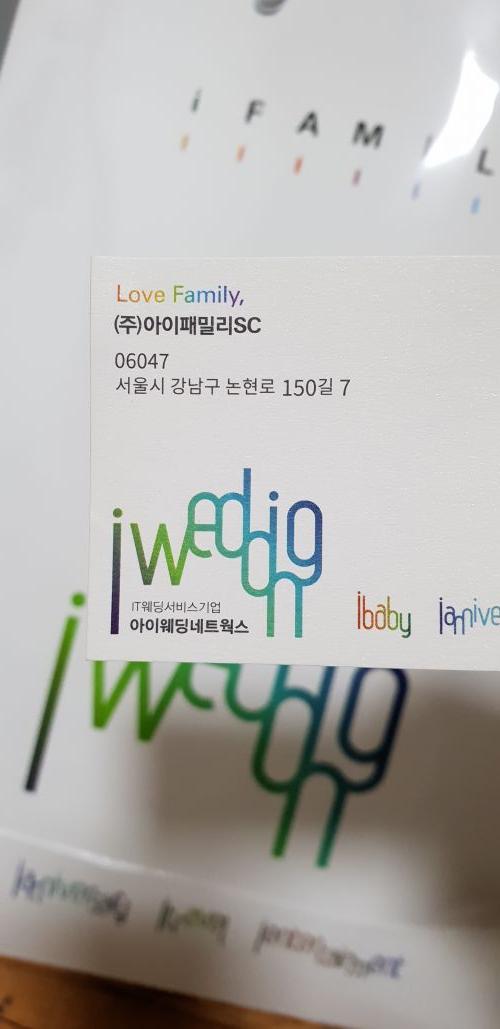 i FAMIL
Love Family,
(주)아이패밀리SC
06047
서울시 강남구 논현로 150길 7
iwedding
IT웨딩서비스기업
아이웨딩네트웍스
ibaby ianive
iwedding